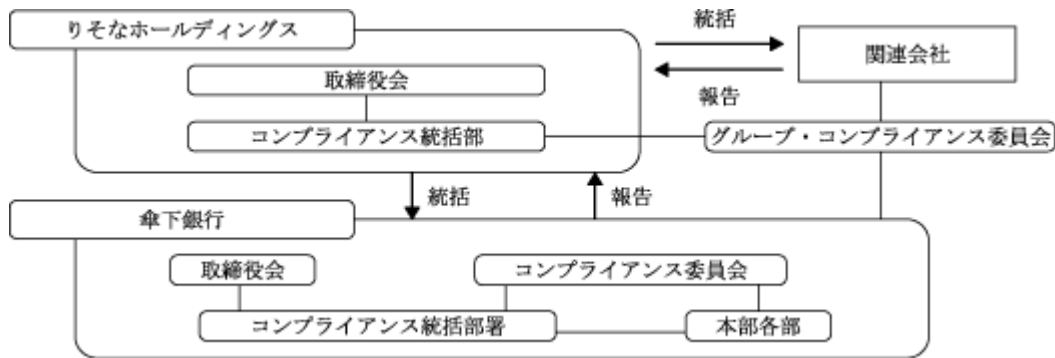 りそなホールディングス
統括
関連会社
取締役会
報告
コンプライアンス統括部
グループ・コンプライアンス委員会
統括
報告
傘下銀行
取締役会
コンプライアンス委員会
コンプライアンス統括部署
本部各部